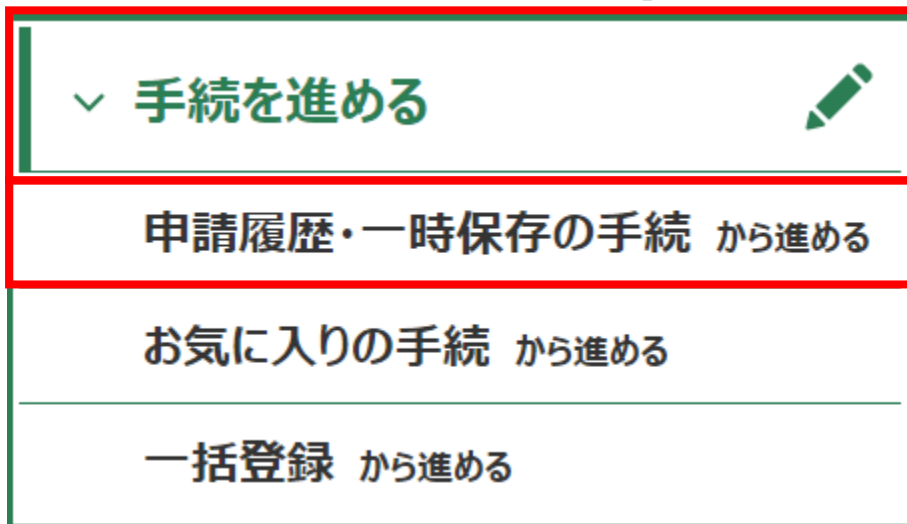 手続を進める
申請履歴・一時保存の手続 から進める
お気に入りの手続 から進める
一括登録 から進める